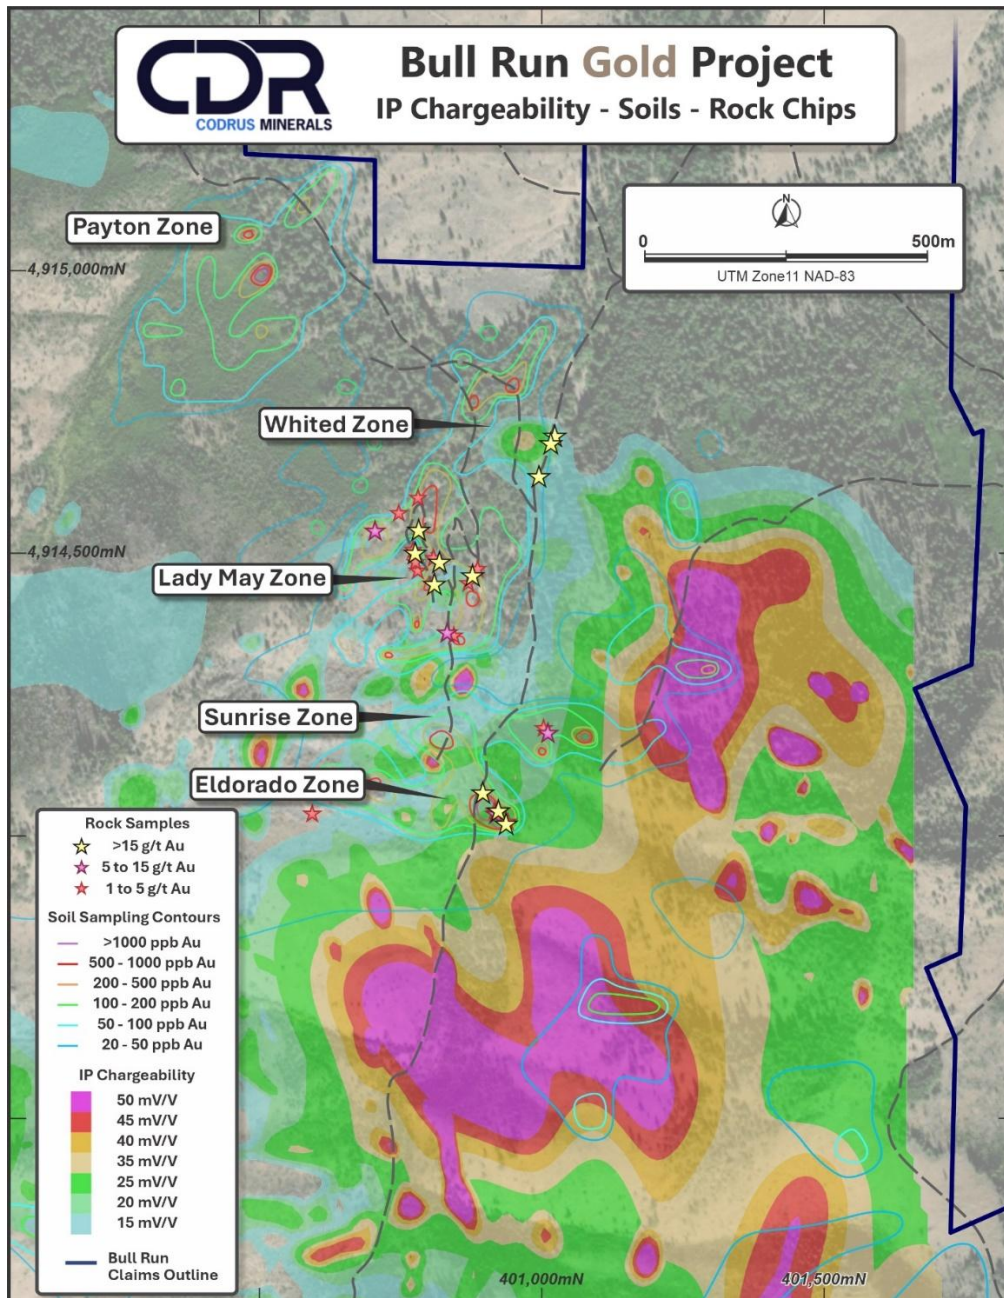 CDR
CODRUS MINERALS
Bull Run Gold Project
IP Chargeability - Soils - Rock Chips
N
0 500m
UTM Zone11 NAD-83
Payton Zone
4,915,000mN
Whited Zone
4,914,500mN
Lady May Zone
Sunrise Zone
Eldorado Zone
Rock Samples
>15 g/t Au
5 to 15 g/t Au
1 to 5 g/t Au
Soil Sampling Contours
>1000 ppb Au
500 - 1000 ppb Au
200 - 500 ppb Au
100 - 200 ppb Au
50 - 100 ppb Au
20 - 50 ppb Au
IP Chargeability
50 mV/V
45 mV/V
40 mV/V
35 mV/V
25 mV/V
20 mV/V
15 mV/V
Bull Run
Claims Outline
401,000mN
401,500mN